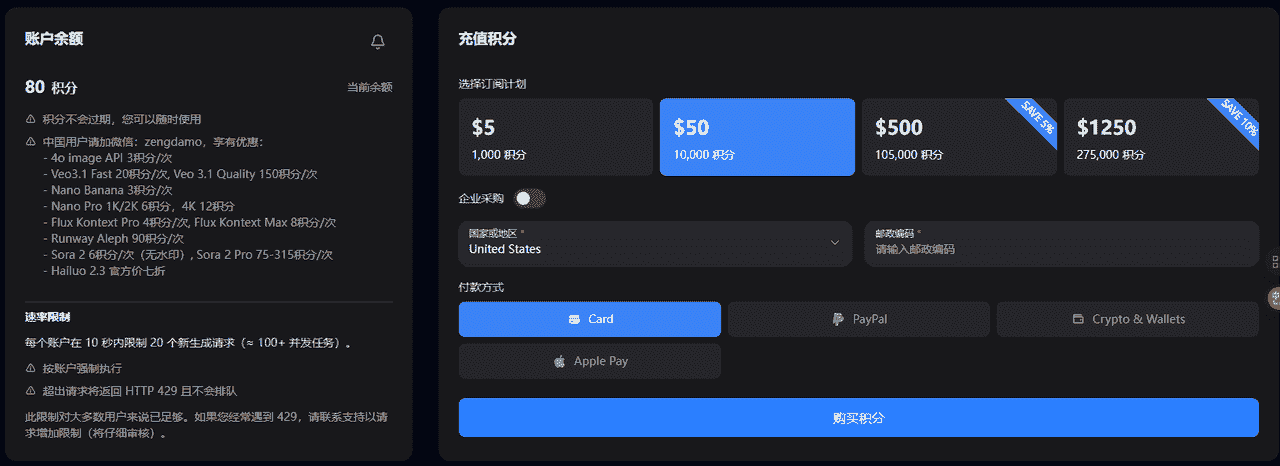 账户余额
80 积分
当前余额
积分不会过期，您可以随时使用
中国用户请加微信：zengdamo，享有优惠：
- 4o image API 3积分/次
- Veo3.1 Fast 20积分/次, Veo 3.1 Quality 150积分/次
- Nano Banana 3积分/次
- Nano Pro 1K/2K 6积分，4K 12积分
- Flux Kontext Pro 4积分/次, Flux Kontext Max 8积分/次
- Runway Aleph 90积分/次
- Sora 2 6积分/次（无水印）, Sora 2 Pro 75-315积分/次
- Hailuo 2.3 官方价七折
速率限制
每个账户在 10 秒内限制 20 个新生成请求（≈ 100+ 并发任务）。
按账户强制执行
超出请求将返回 HTTP 429 且不会排队
此限制对大多数用户来说已足够。如果您经常遇到 429，请联系支持以请
求增加限制（将仔细审核）。
充值积分
选择订阅计划
$5
1,000 积分
$50
10,000 积分
SAVE 5%
$500
105,000 积分
SAVE 10%
$1250
275,000 积分
企业采购
国家或地区 *
United States
邮政编码 *
请输入邮政编码
付款方式
Card
PayPal
Crypto & Wallets
Apple Pay
购买积分